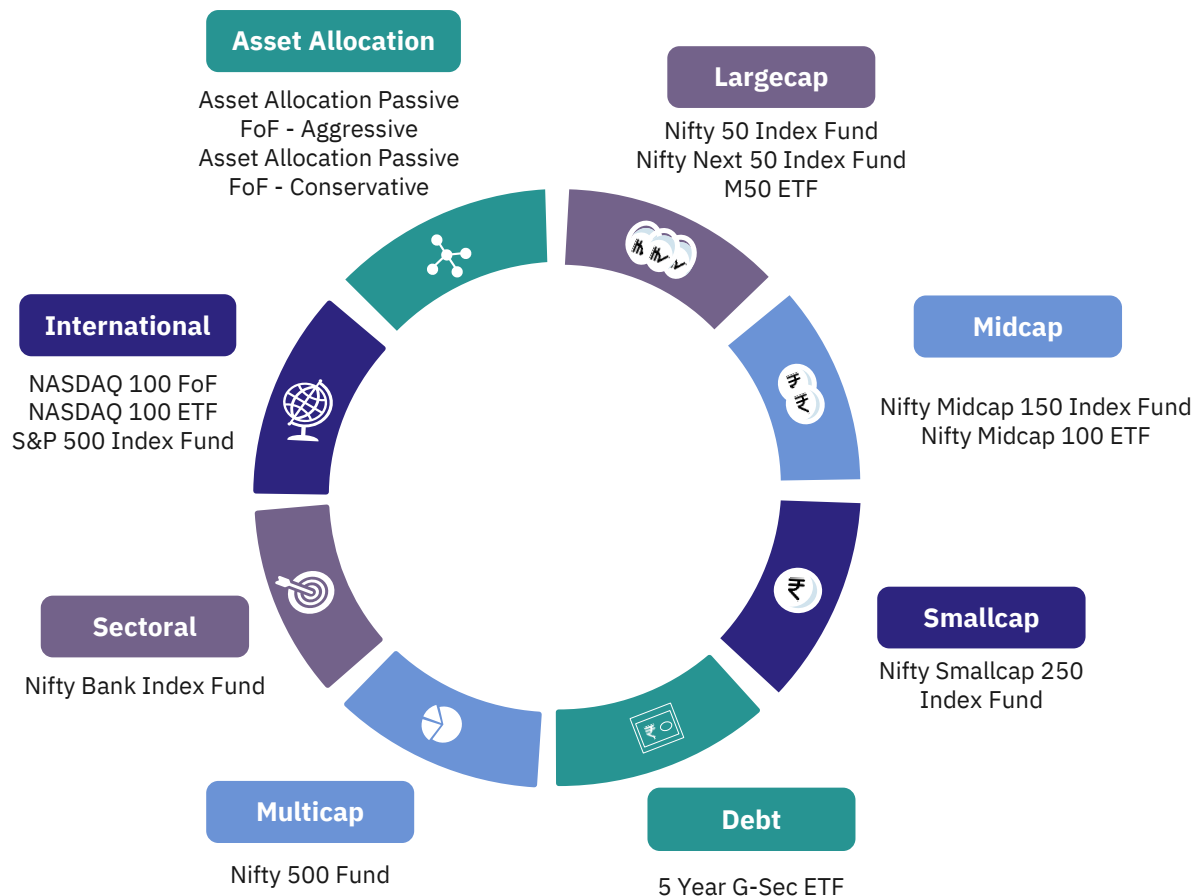 Asset Allocation
Asset Allocation Passive
FoF - Aggressive
Asset Allocation Passive
FoF - Conservative
Largecap
Nifty 50 Index Fund
Nifty Next 50 Index Fund
M50 ETF
International
NASDAQ 100 FoF
NASDAQ 100 ETF
S&P 500 Index Fund
Midcap
Nifty Midcap 150 Index Fund
Nifty Midcap 100 ETF
Sectoral
Nifty Bank Index Fund
Smallcap
Nifty Smallcap 250
Index Fund
Multicap
Nifty 500 Fund
Debt
5 Year G-Sec ETF